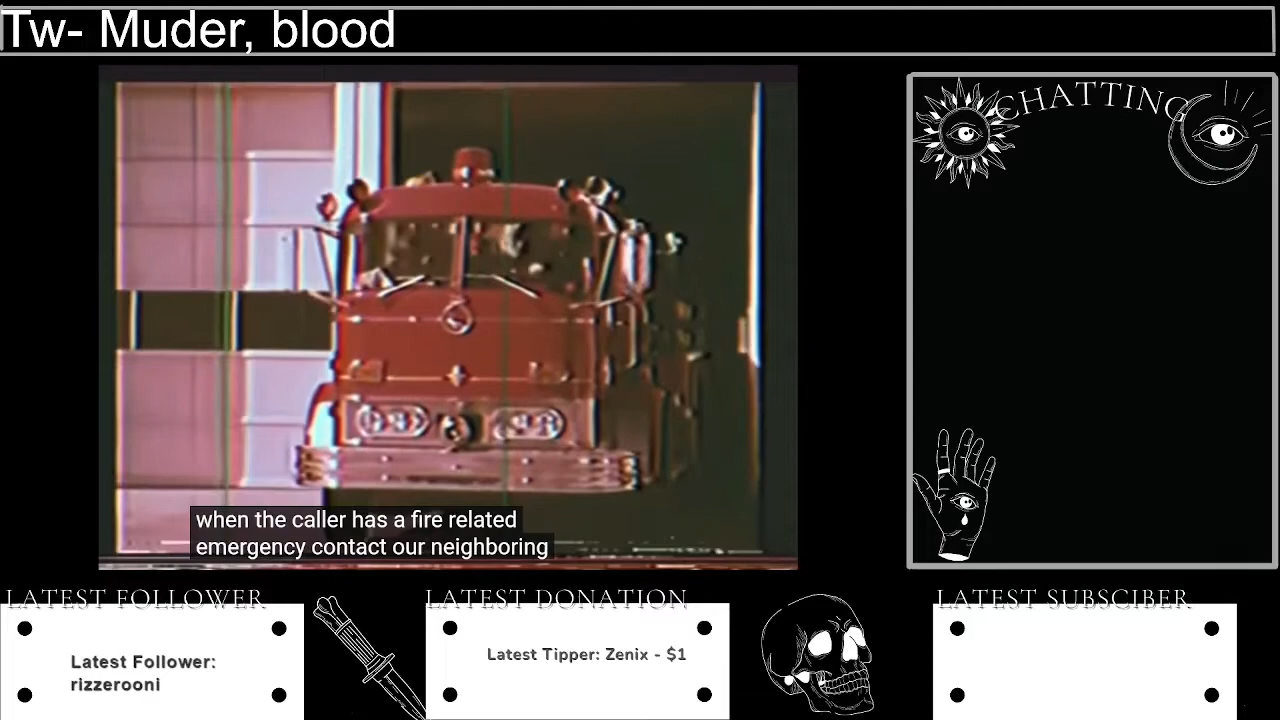 Tw- Muder, blood
CHATTING
when the caller has a fire related
emergency contact our neighboring
LATEST FOLLOWER
LATEST DONATION
LATEST SUBSCIBER
Latest Follower:
rizzerooni
Latest Tipper: Zenix - $1